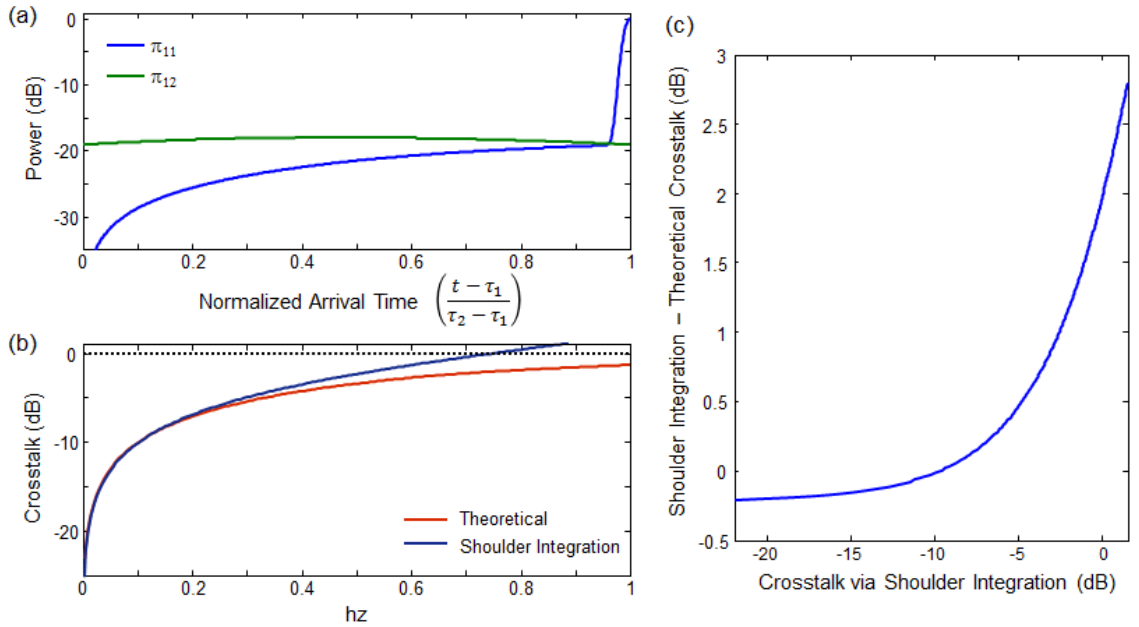 (a)
0
-10
-20
-30
Power (dB)
π11
π12
0 0.2 0.4 0.6 0.8 1
Normalized Arrival Time ((t − τ1)/(τ2 − τ1))
(b)
0
-10
-20
Crosstalk (dB)
Theoretical
Shoulder Integration
0 0.2 0.4 0.6 0.8 1
hz
(c)
3
2.5
2
1.5
1
0.5
0
-0.5
Shoulder Integration – Theoretical Crosstalk (dB)
-20 -15 -10 -5 0
Crosstalk via Shoulder Integration (dB)